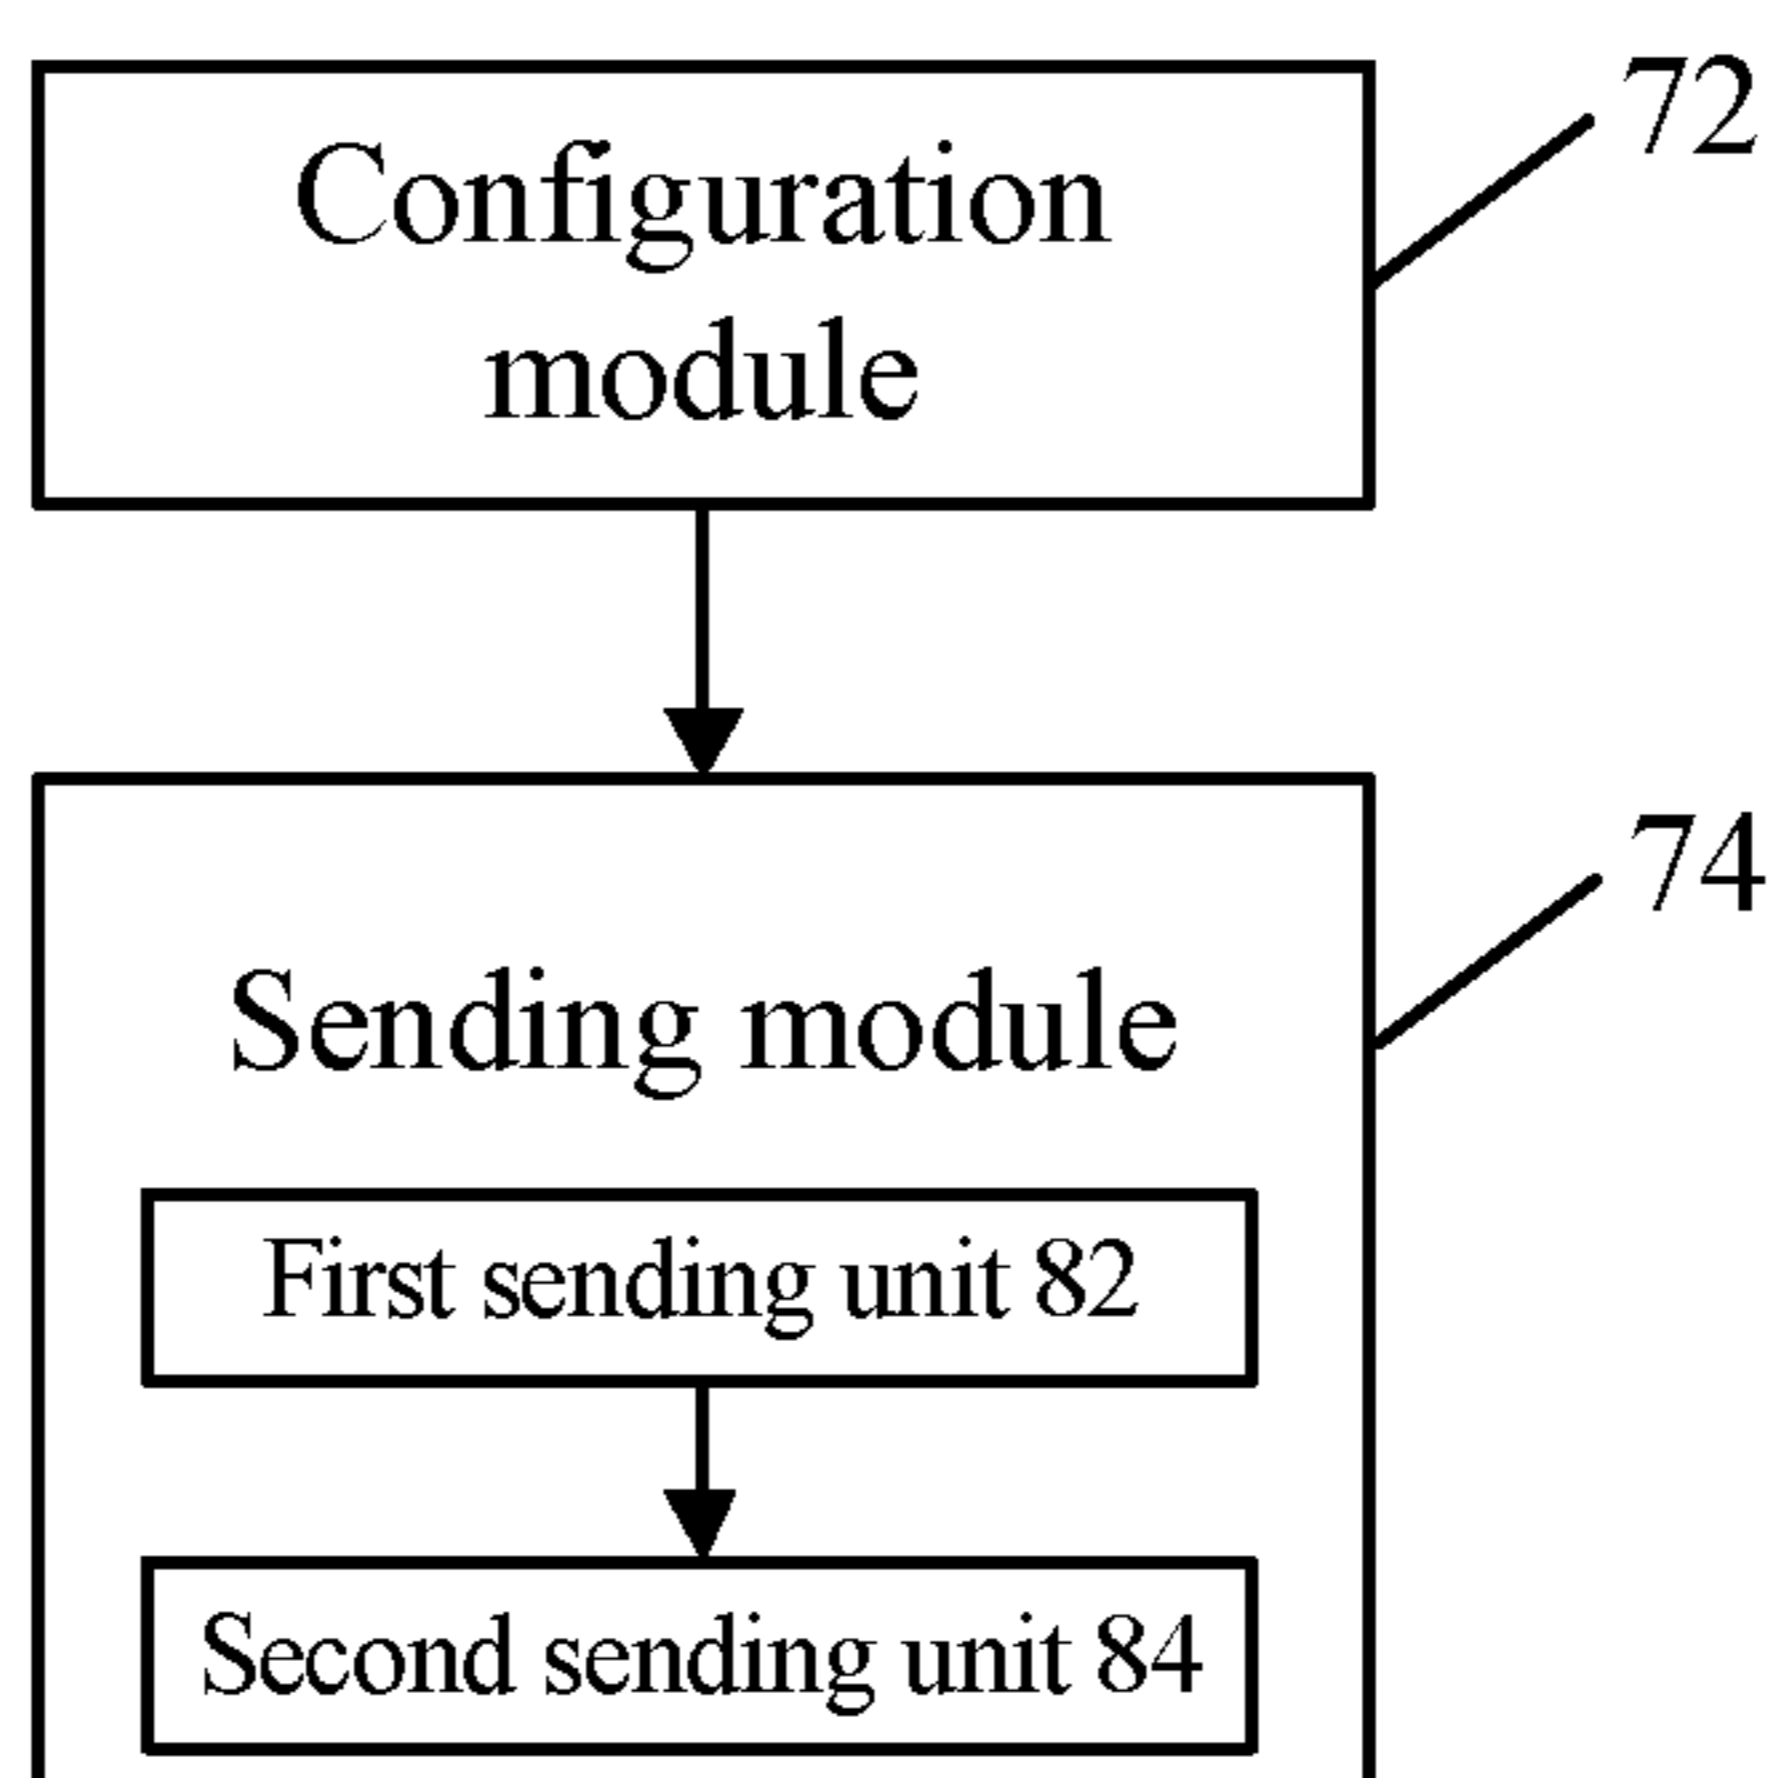 72
Configuration
module
74
Sending module
First sending unit 82
Second sending unit 84